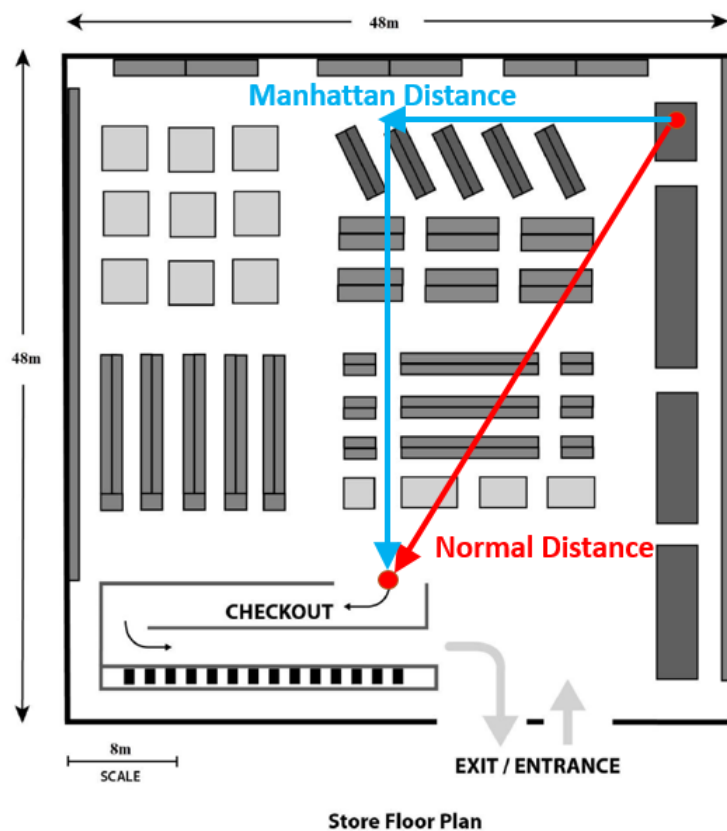 48m
Manhattan Distance
48m
Normal Distance
CHECKOUT
8m
SCALE
EXIT / ENTRANCE
Store Floor Plan